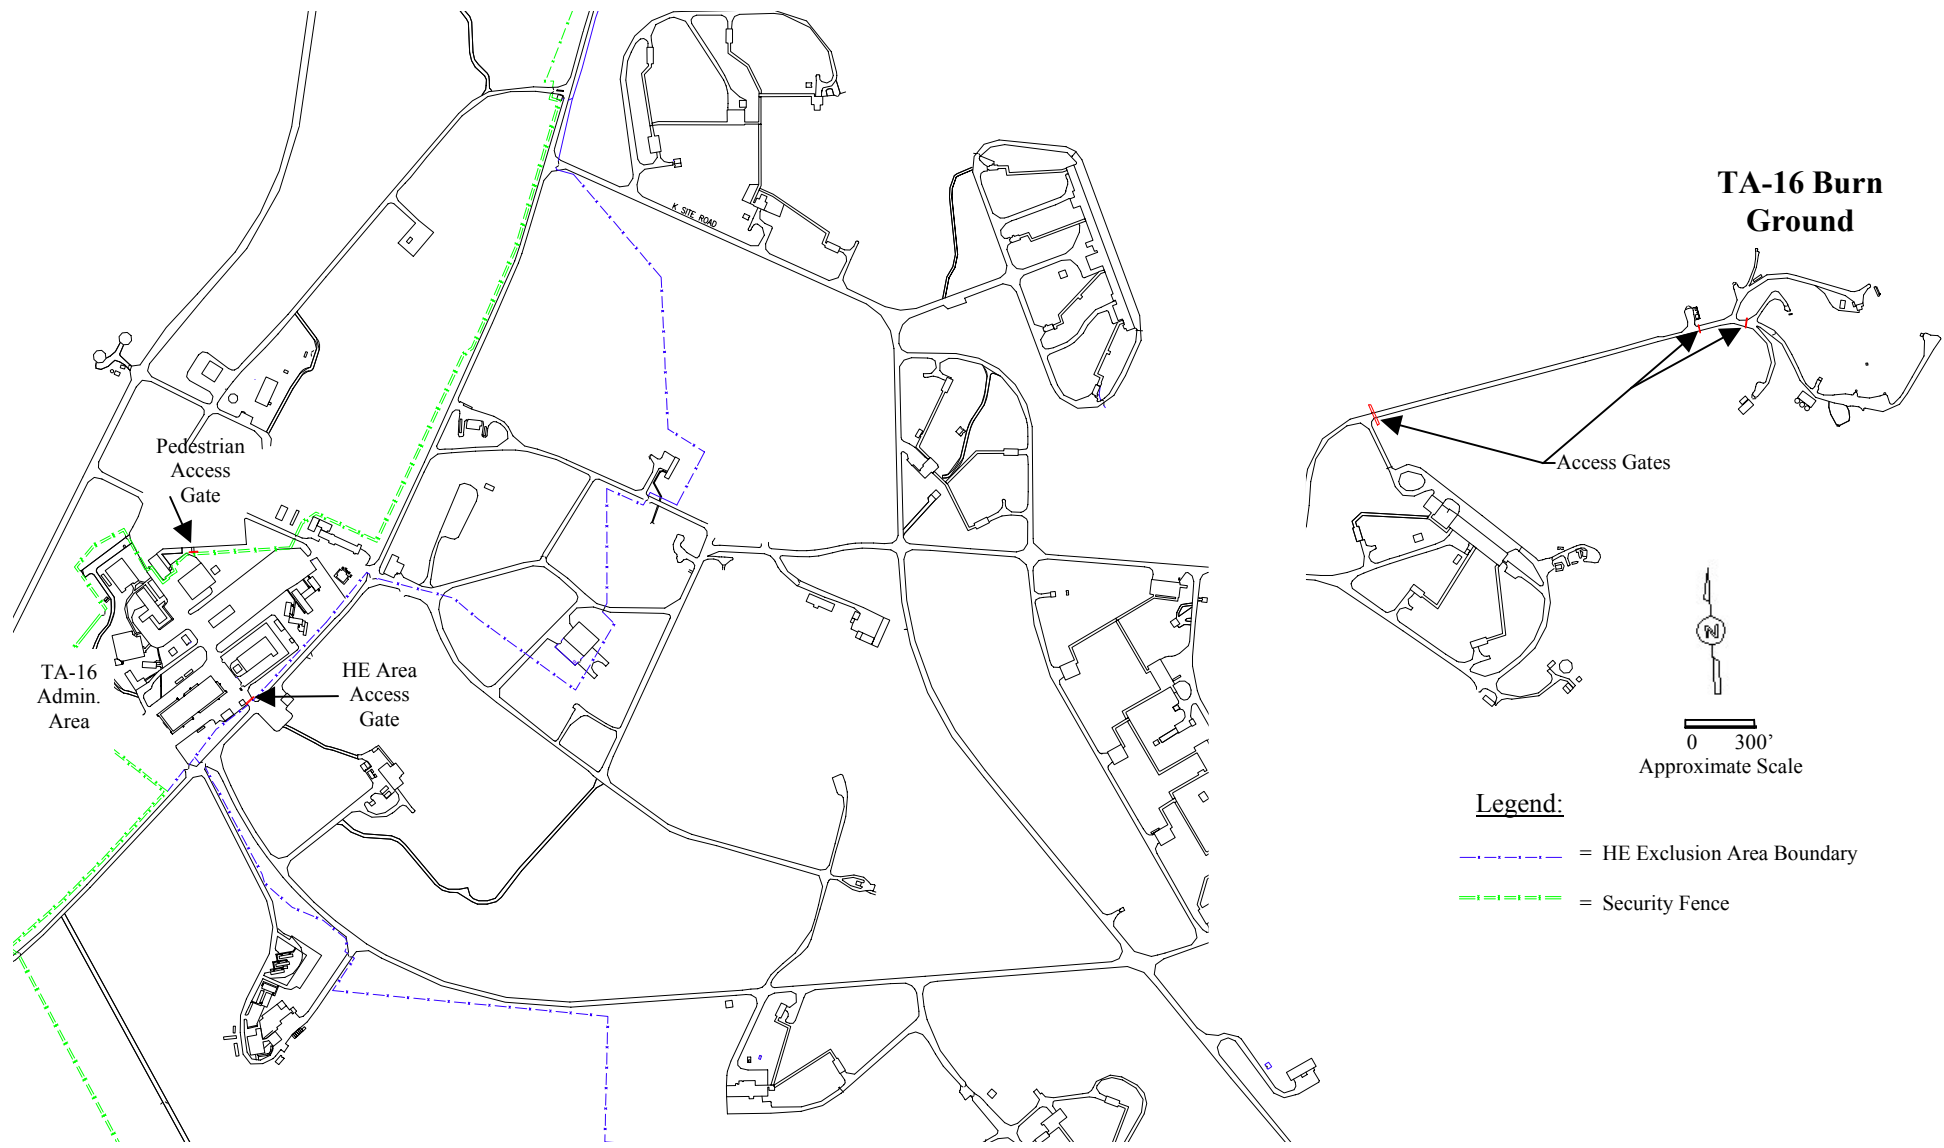 K SITE ROAD
TA-16 Burn
Ground
Pedestrian
Access
Gate
Access Gates
TA-16
Admin.
Area
HE Area
Access
Gate
N
0 300’
Approximate Scale
Legend:
= HE Exclusion Area Boundary
= Security Fence